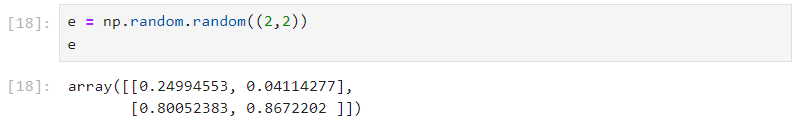 [18]: e = np.random.random((2,2))
e
[18]: array([[0.24994553, 0.04114277],
[0.80052383, 0.8672202 ]])